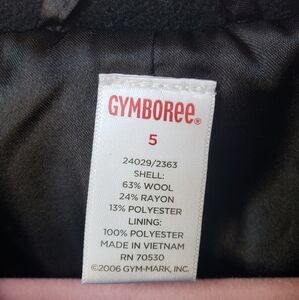 GYMBOREE®
5
24029/2363
SHELL:
63% WOOL
24% RAYON
13% POLYESTER
LINING:
100% POLYESTER
MADE IN VIETNAM
RN 70530
©2006 GYM-MARK, INC.